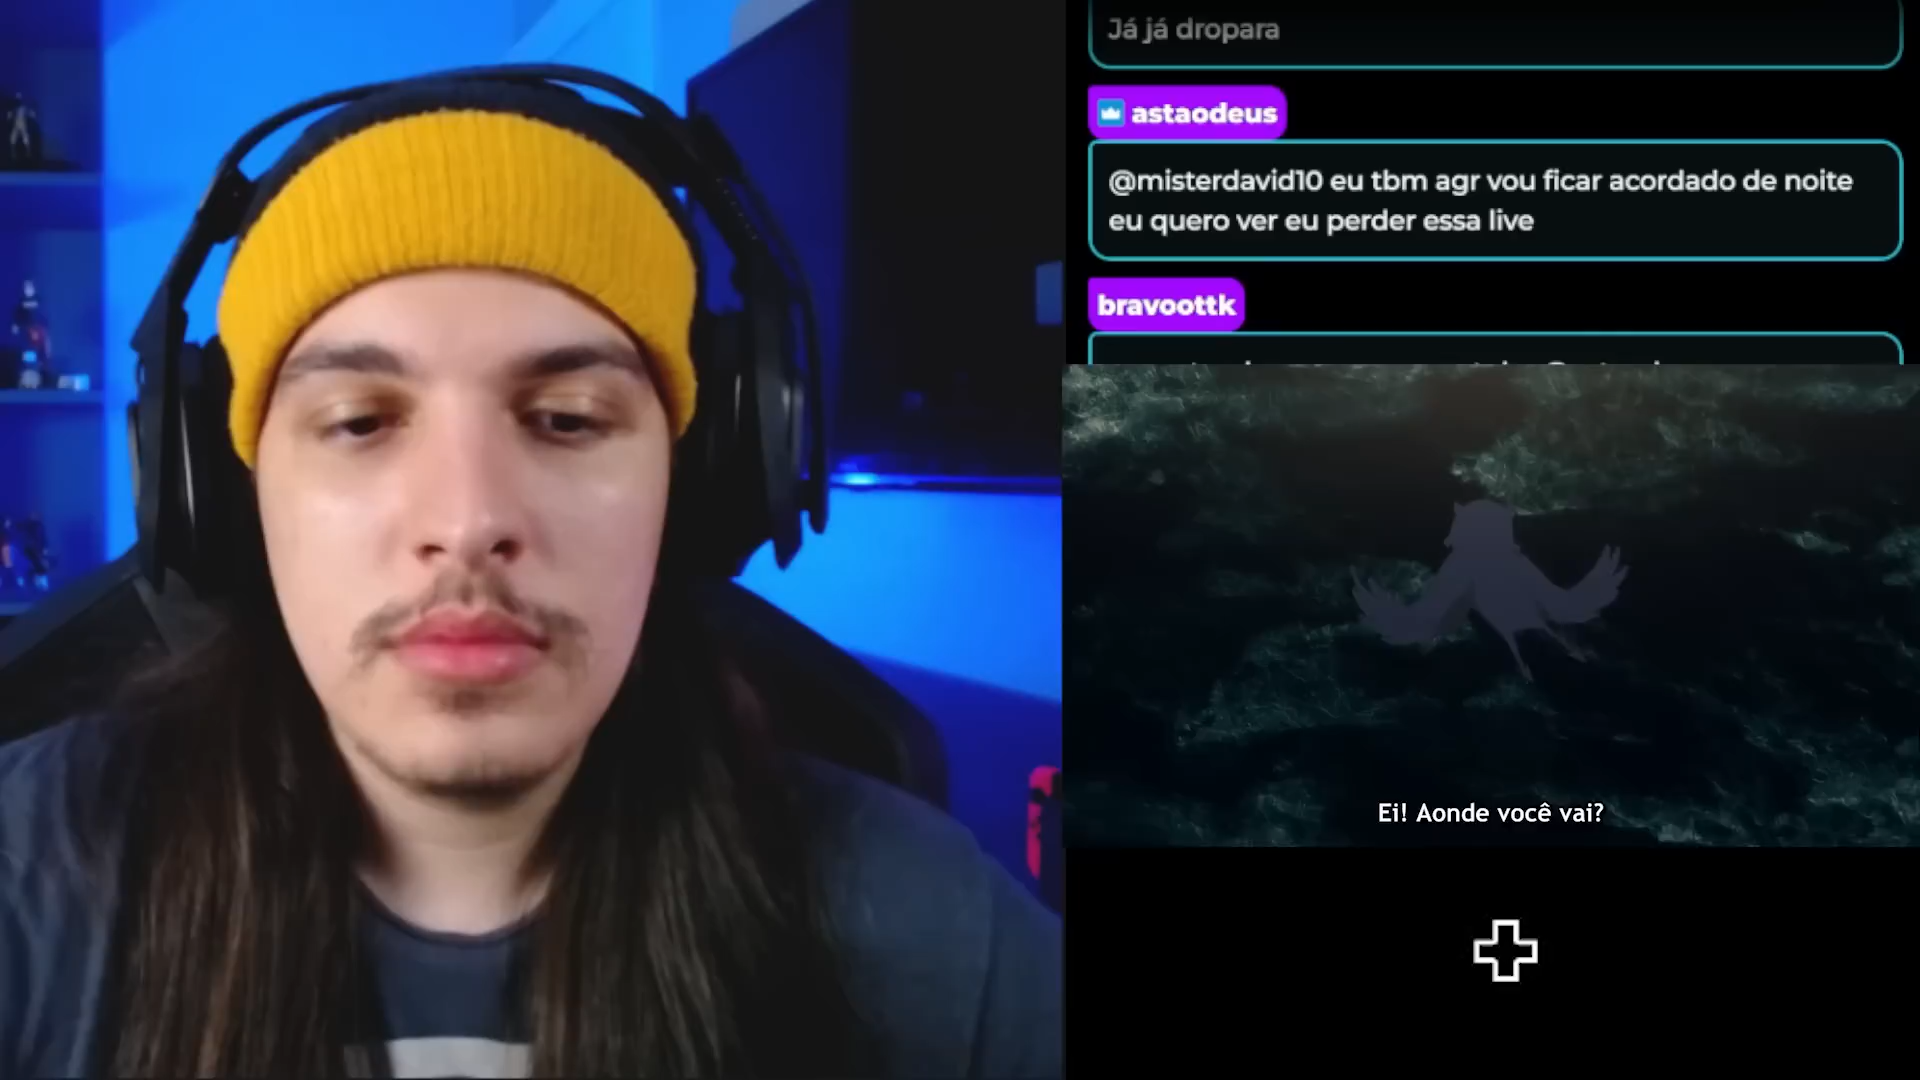 Já já dropara
astaodeus
@misterdavid10 eu tbm agr vou ficar acordado de noite
eu quero ver eu perder essa live
bravoottk
Ei! Aonde você vai?